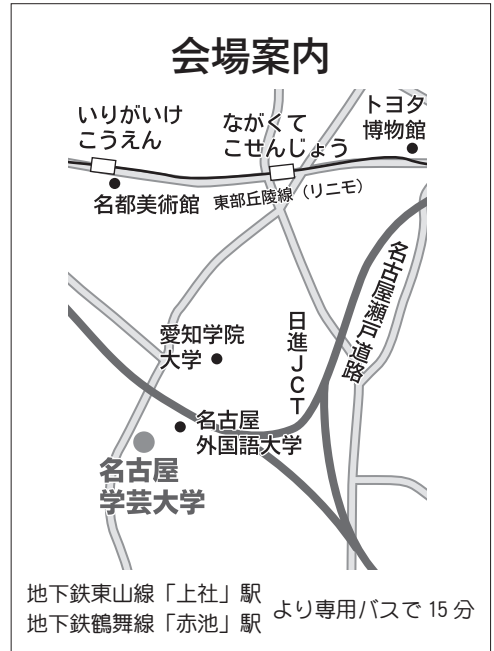 会場案内
いりがいけ
こうえん
ながくて
こせんじょう
トヨタ
博物館
名都美術館
東部丘陵線（リニモ）
名古屋瀬戸道路
日進JCT
愛知学院
大学
名古屋
外国語大学
名古屋
学芸大学
地下鉄東山線「上社」駅
地下鉄鶴舞線「赤池」駅
より専用バスで 15 分